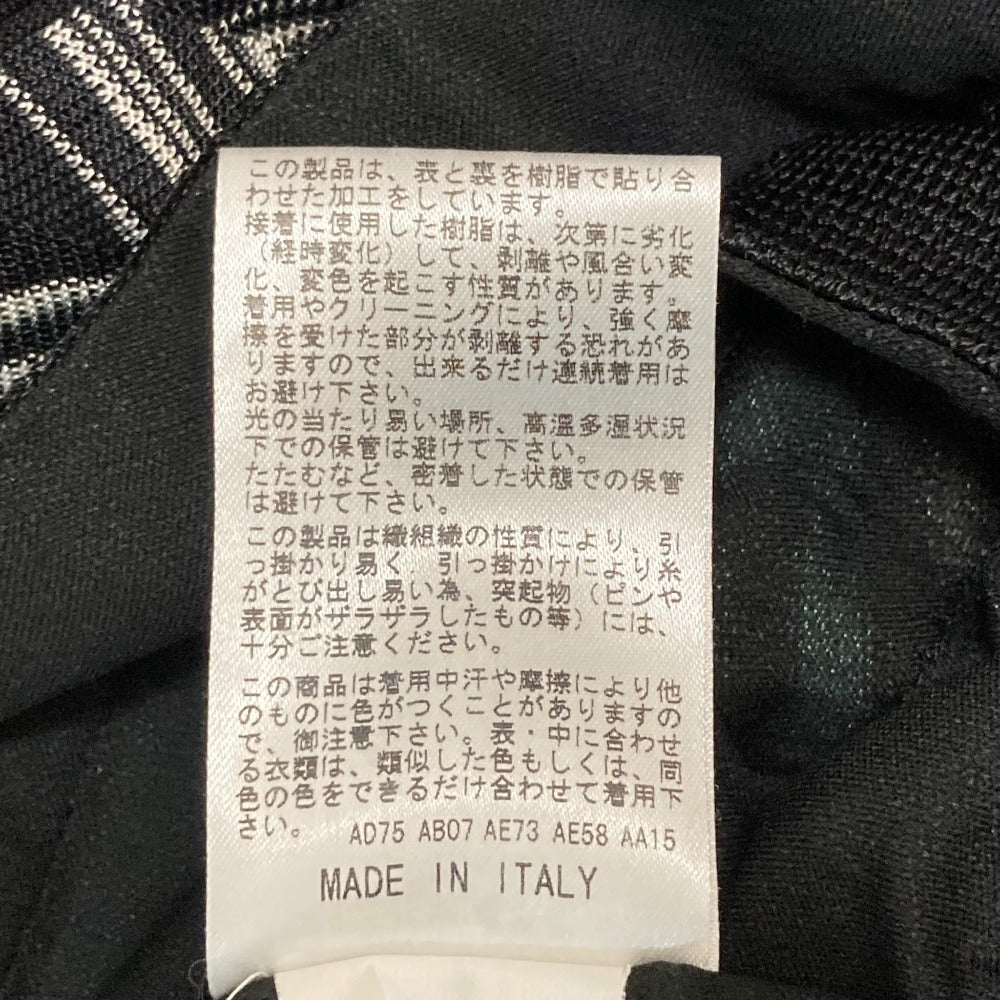 この製品は、表と裏を樹脂で貼り合
わせた加工をしています。
接着に使用した樹脂は、次第に劣化
（経時変化）して、剥離や風合い変
化、変色を起こす性質があります。
着用やクリーニングにより、強く摩
擦を受けた部分が剥離する恐れがあ
りますので、出来るだけ連続着用は
お避け下さい。
光の当たり易い場所、高温多湿状況
下での保管は避けて下さい。
たたむなど、密着した状態での保管
は避けて下さい。
この製品は織組織の性質により、引
っ掛かり易く、引っ掛かけにより糸
がとび出し易い為、突起物（ピンや
表面がザラザラしたもの等）には、
十分ご注意ください。
この商品は着用中汗や摩擦により他
のものに色がつくことがありますの
で、御注意下さい。表・中に合わせ
る衣類は、類似した色もしくは、同
色の色をできるだけ合わせて着用下
さい。
AD75 AB07 AE73 AE58 AA15
MADE IN ITALY